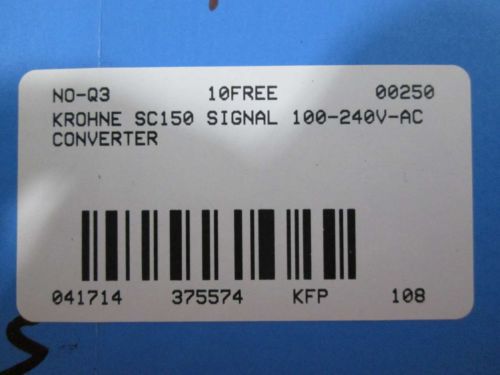 NO-Q3 10FREE 00250
KROHNE SC150 SIGNAL 100-240V-AC
CONVERTER
041714 375574 KFP 108